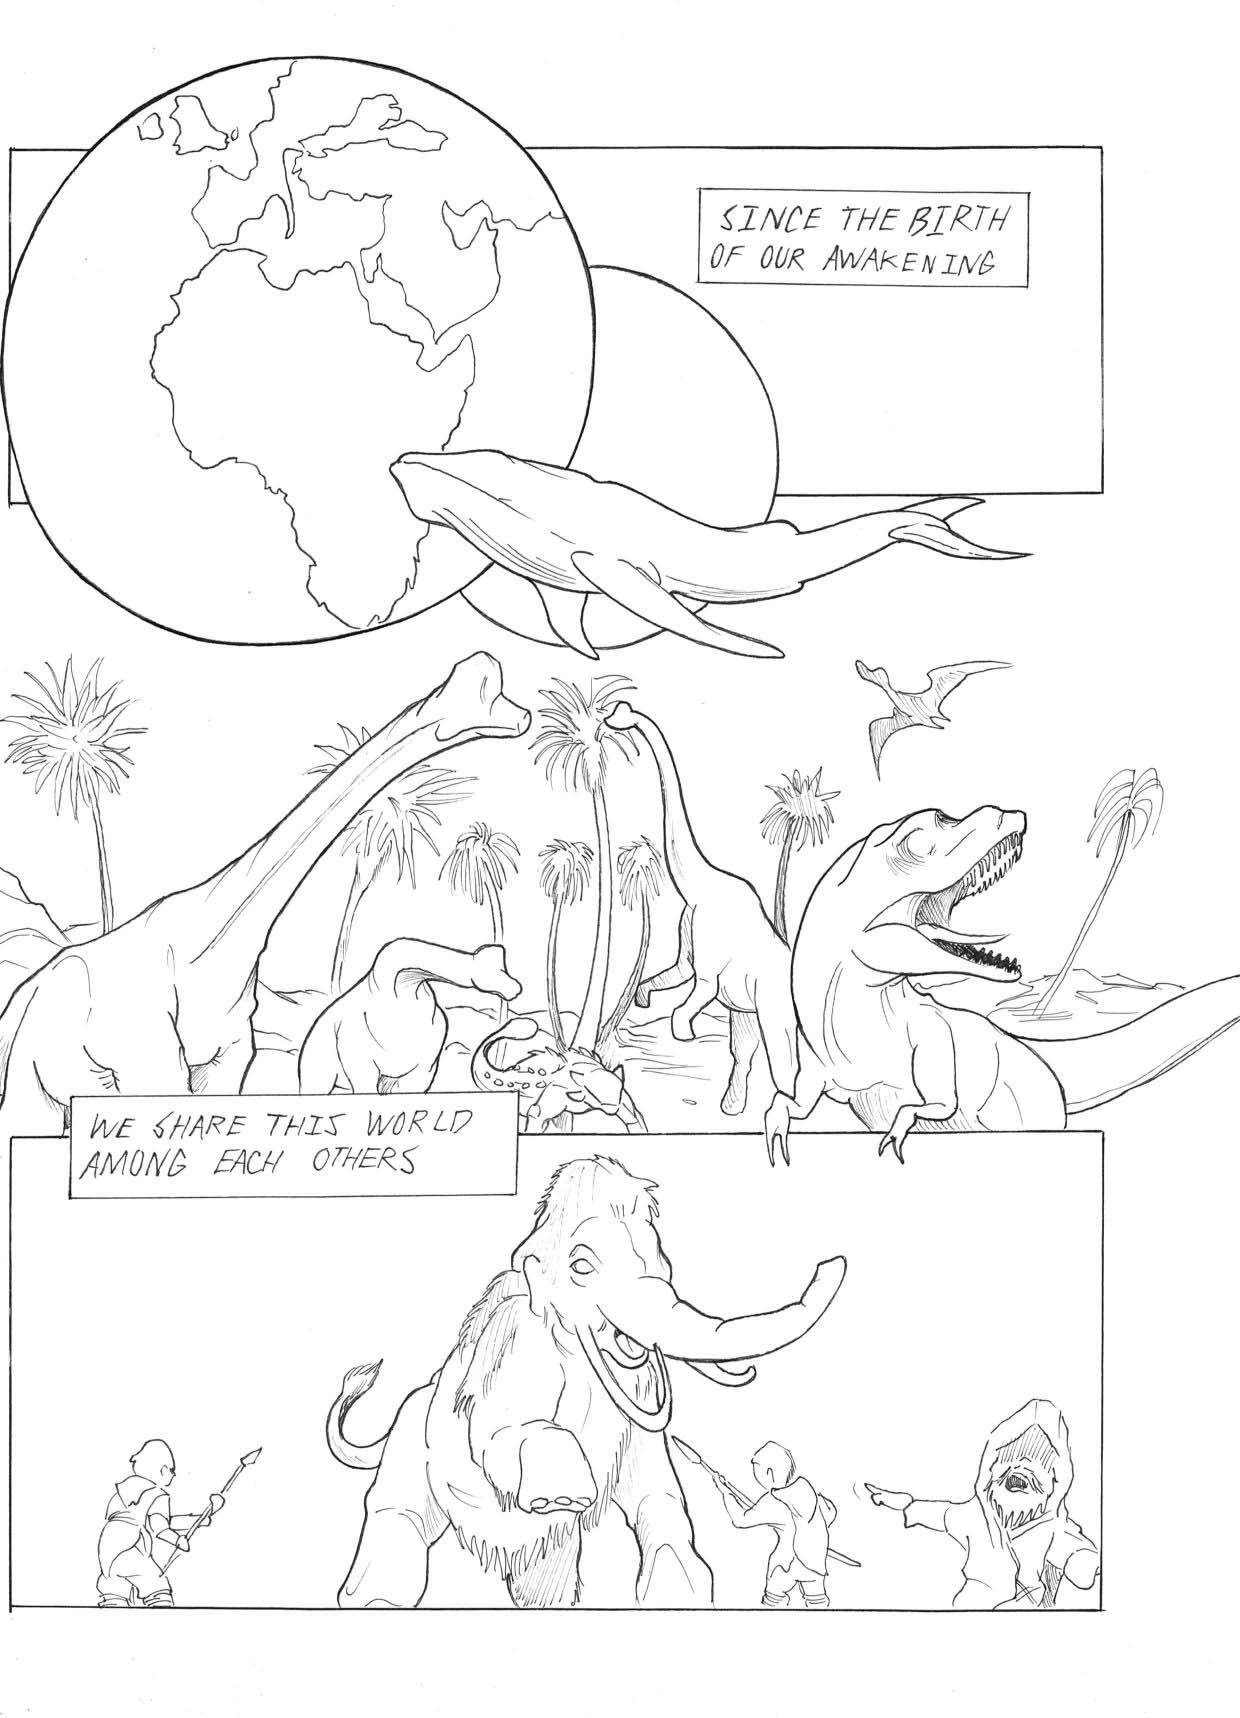 SINCE THE BIRTH
OF OUR AWAKENING
WE SHARE THIS WORLD
AMONG EACH OTHERS